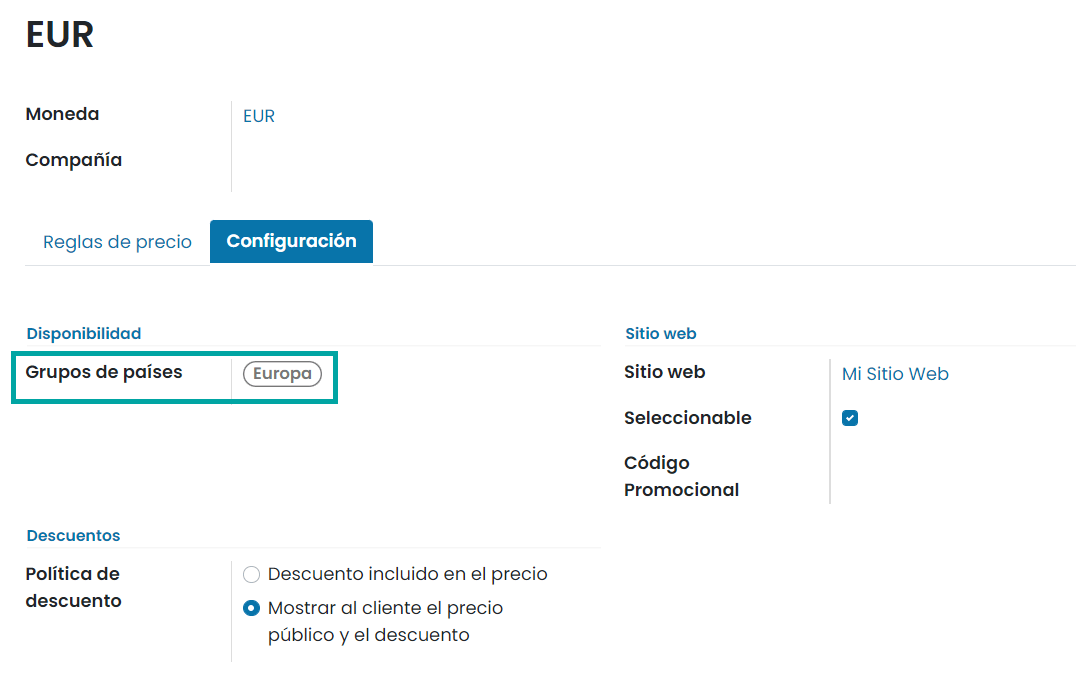 EUR
Moneda
EUR
Compañía
Reglas de precio
Configuración
Disponibilidad
Grupos de países
Europa
Sitio web
Sitio web
Mi Sitio Web
Seleccionable
Código
Promocional
Descuentos
Política de
descuento
Descuento incluido en el precio
Mostrar al cliente el precio
público y el descuento